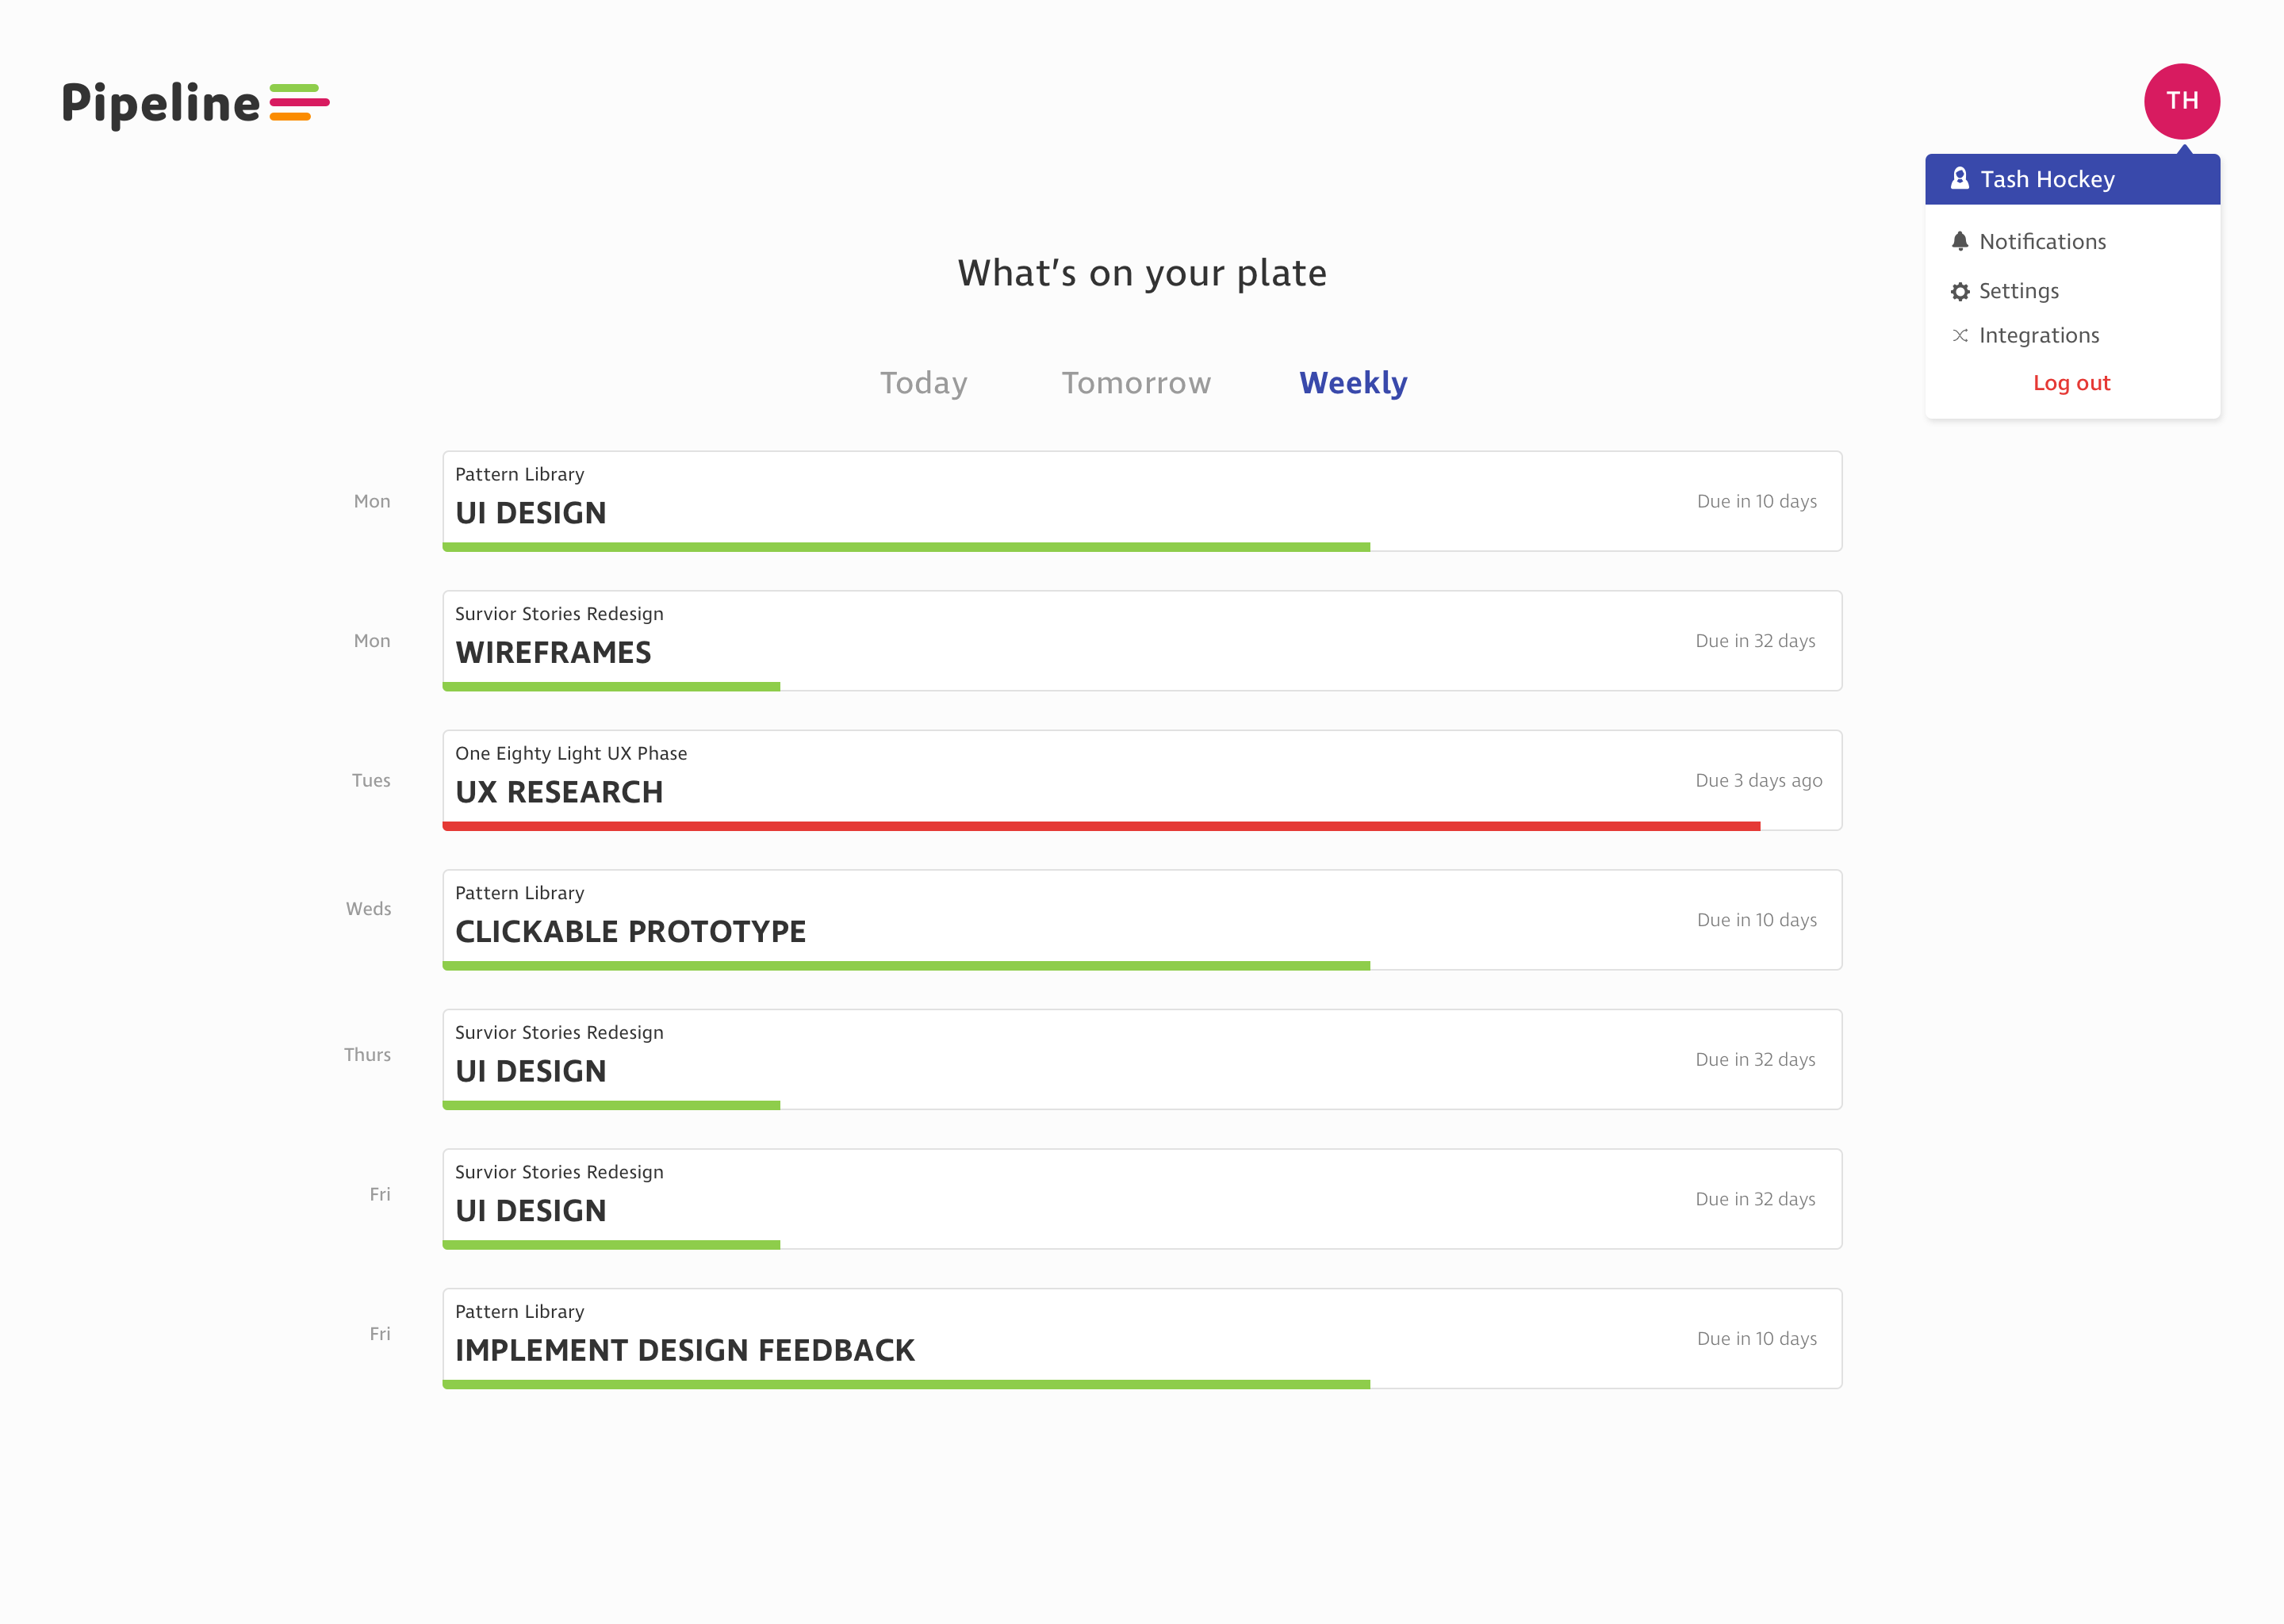 Pipeline
TH
Tash Hockey
Notifications
Settings
Integrations
Log out
What's on your plate
Today Tomorrow Weekly
Mon
Pattern Library
UI DESIGN
Due in 10 days
Mon
Survior Stories Redesign
WIREFRAMES
Due in 32 days
Tues
One Eighty Light UX Phase
UX RESEARCH
Due 3 days ago
Weds
Pattern Library
CLICKABLE PROTOTYPE
Due in 10 days
Thurs
Survior Stories Redesign
UI DESIGN
Due in 32 days
Fri
Survior Stories Redesign
UI DESIGN
Due in 32 days
Fri
Pattern Library
IMPLEMENT DESIGN FEEDBACK
Due in 10 days